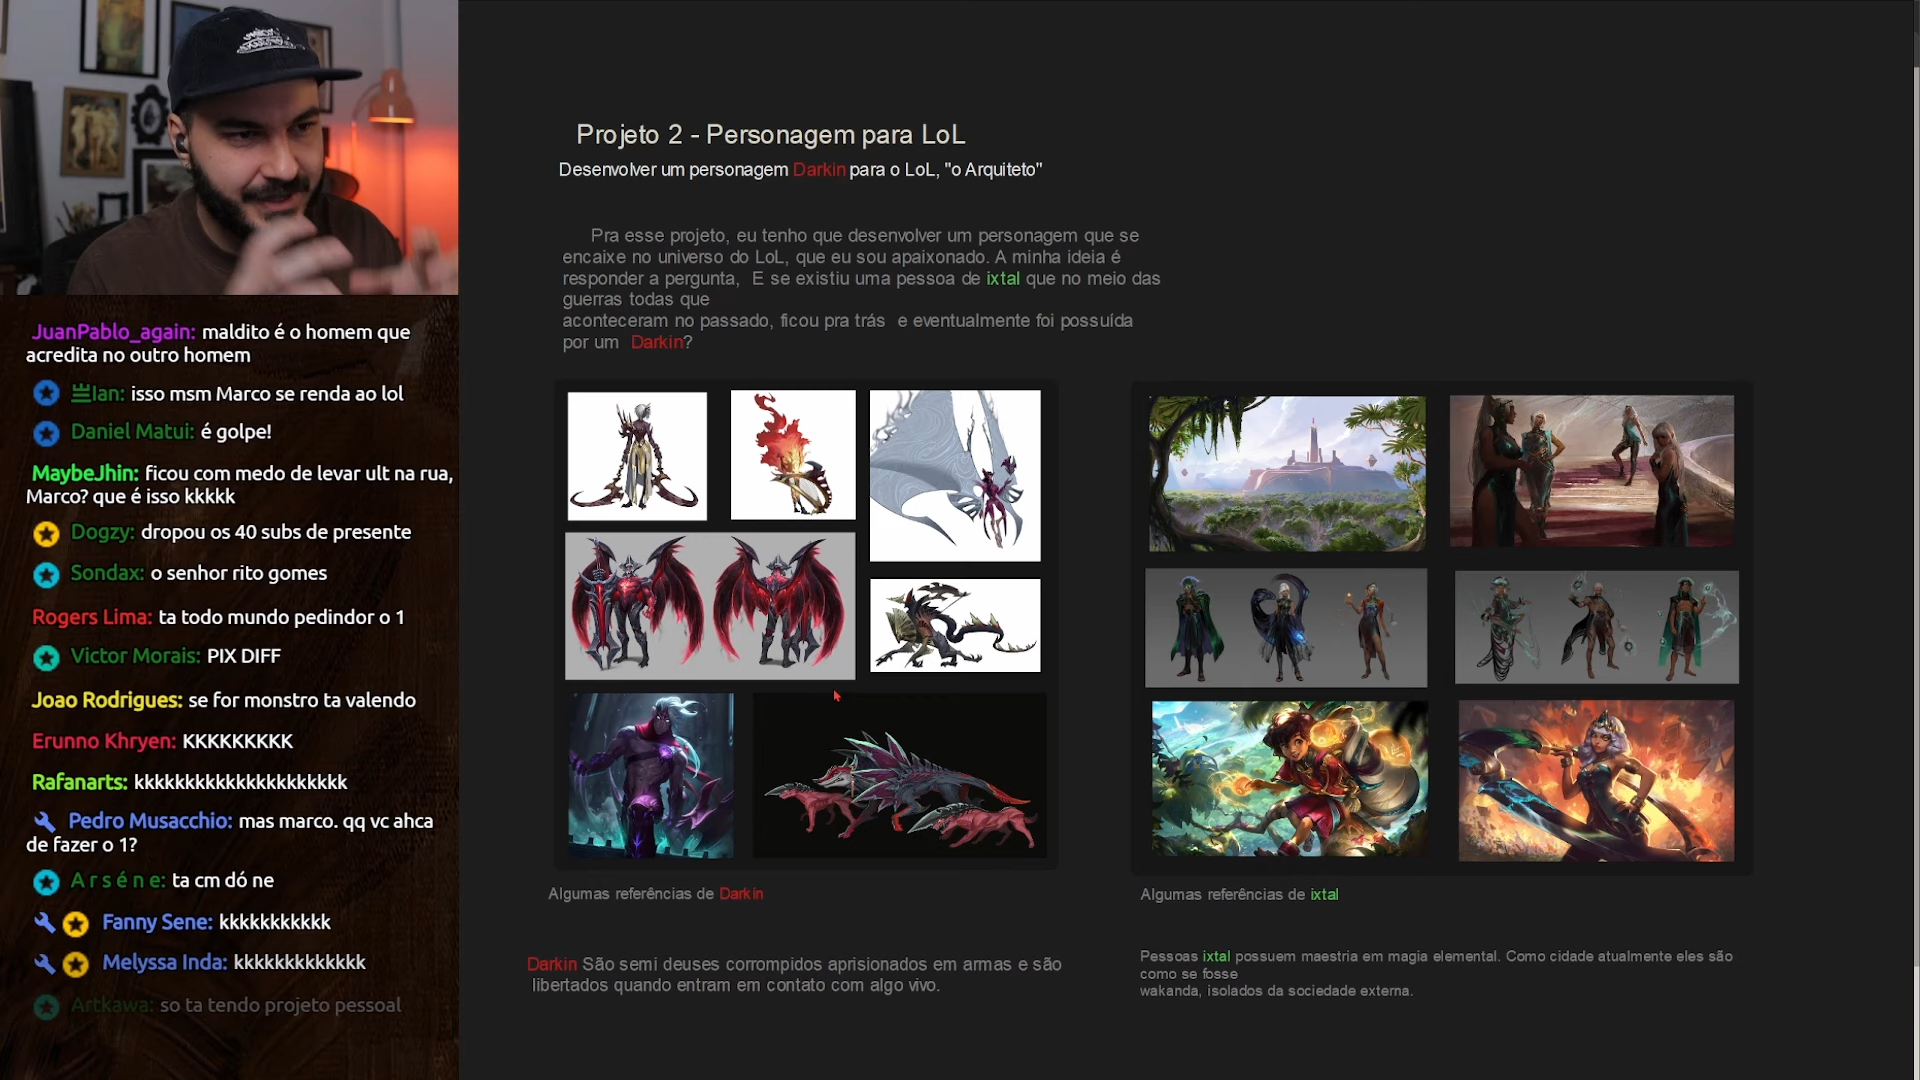 JuanPablo_again: maldito é o homem que
acredita no outro homem
Ian: isso msm Marco se renda ao lol
Daniel Matui: é golpe!
MaybeJhin: ficou com medo de levar ult na rua,
Marco? que é isso kkkkk
Dogzy: dropou os 40 subs de presente
Sondax: o senhor rito gomes
Rogers Lima: ta todo mundo pedindor o 1
Victor Morais: PIX DIFF
Joao Rodrigues: se for monstro ta valendo
Erunno Khryen: KKKKKKKKK
Rafanarts: kkkkkkkkkkkkkkkkkkkkk
Pedro Musacchio: mas marco. qq vc ahca
de fazer o 1?
A r s é n e: ta cm dó ne
Fanny Sene: kkkkkkkkkkk
Melyssa Inda: kkkkkkkkkkkkk
Artkawa: so ta tendo projeto pessoal
Projeto 2 - Personagem para LoL
Desenvolver um personagem Darkin para o LoL, "o Arquiteto"
Pra esse projeto, eu tenho que desenvolver um personagem que se
encaixe no universo do LoL, que eu sou apaixonado. A minha ideia é
responder a pergunta, E se existiu uma pessoa de ixtal que no meio das
guerras todas que
aconteceram no passado, ficou pra trás e eventualmente foi possuída
por um Darkin?
Algumas referências de Darkin
Darkin São semi deuses corrompidos aprisionados em armas e são
libertados quando entram em contato com algo vivo.
Algumas referências de ixtal
Pessoas ixtal possuem maestria em magia elemental. Como cidade atualmente eles são
como se fosse
wakanda, isolados da sociedade externa.